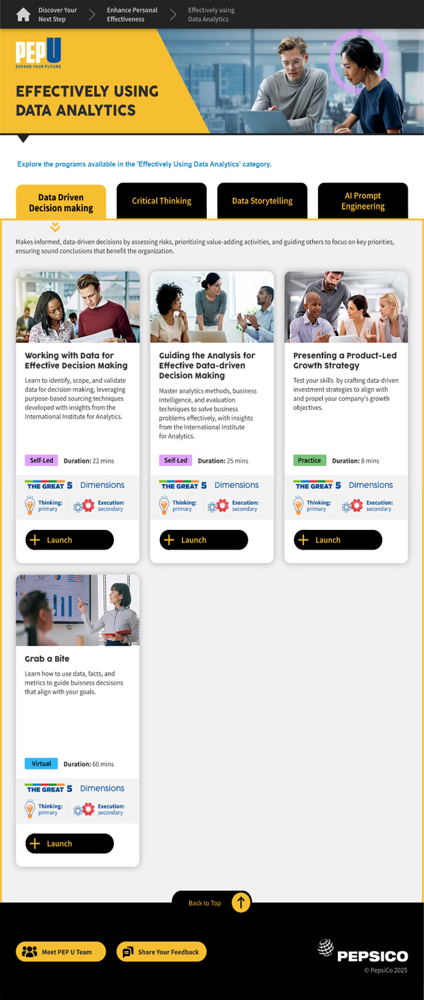 Discover Your
Next Step
Enhance Personal
Effectiveness
Effectively using
Data Analytics
PEP U
EXPAND YOUR FUTURE
EFFECTIVELY USING
DATA ANALYTICS
Explore the programs available in the 'Effectively Using Data Analytics' category.
Data Driven
Decision making
Critical Thinking
Data Storytelling
AI Prompt
Engineering
Makes informed, data-driven decisions by assessing risks, prioritizing value-adding activities, and guiding others to focus on key priorities,
ensuring sound conclusions that benefit the organization.
Working with Data for
Effective Decision Making
Learn to identify, scope, and validate
data for decision-making, leveraging
purpose-based sourcing techniques
developed with insights from the
International Institute for Analytics.
Self-Led Duration: 22 mins
THE GREAT 5 Dimensions
Thinking:
primary
Execution:
secondary
Launch
Guiding the Analysis for
Effective Data-driven
Decision Making
Master analytics methods, business
intelligence, and evaluation
techniques to solve business
problems effectively, with insights
from the International Institute
for Analytics.
Self-Led Duration: 25 mins
THE GREAT 5 Dimensions
Thinking:
primary
Execution:
secondary
Launch
Presenting a Product-Led
Growth Strategy
Test your skills by crafting data-driven
investment strategies to align with
and propel your company's growth
objectives.
Practice Duration: 8 mins
THE GREAT 5 Dimensions
Thinking:
primary
Execution:
secondary
Launch
Grab a Bite
Learn how to use data, facts, and
metrics to guide buisness decsisons
that align with your goals.
Virtual Duration: 60 mins
THE GREAT 5 Dimensions
Thinking:
primary
Execution:
secondary
Launch
Back to Top
Meet PEP U Team
Share Your Feedback
PEPSICO
© PepsiCo 2025